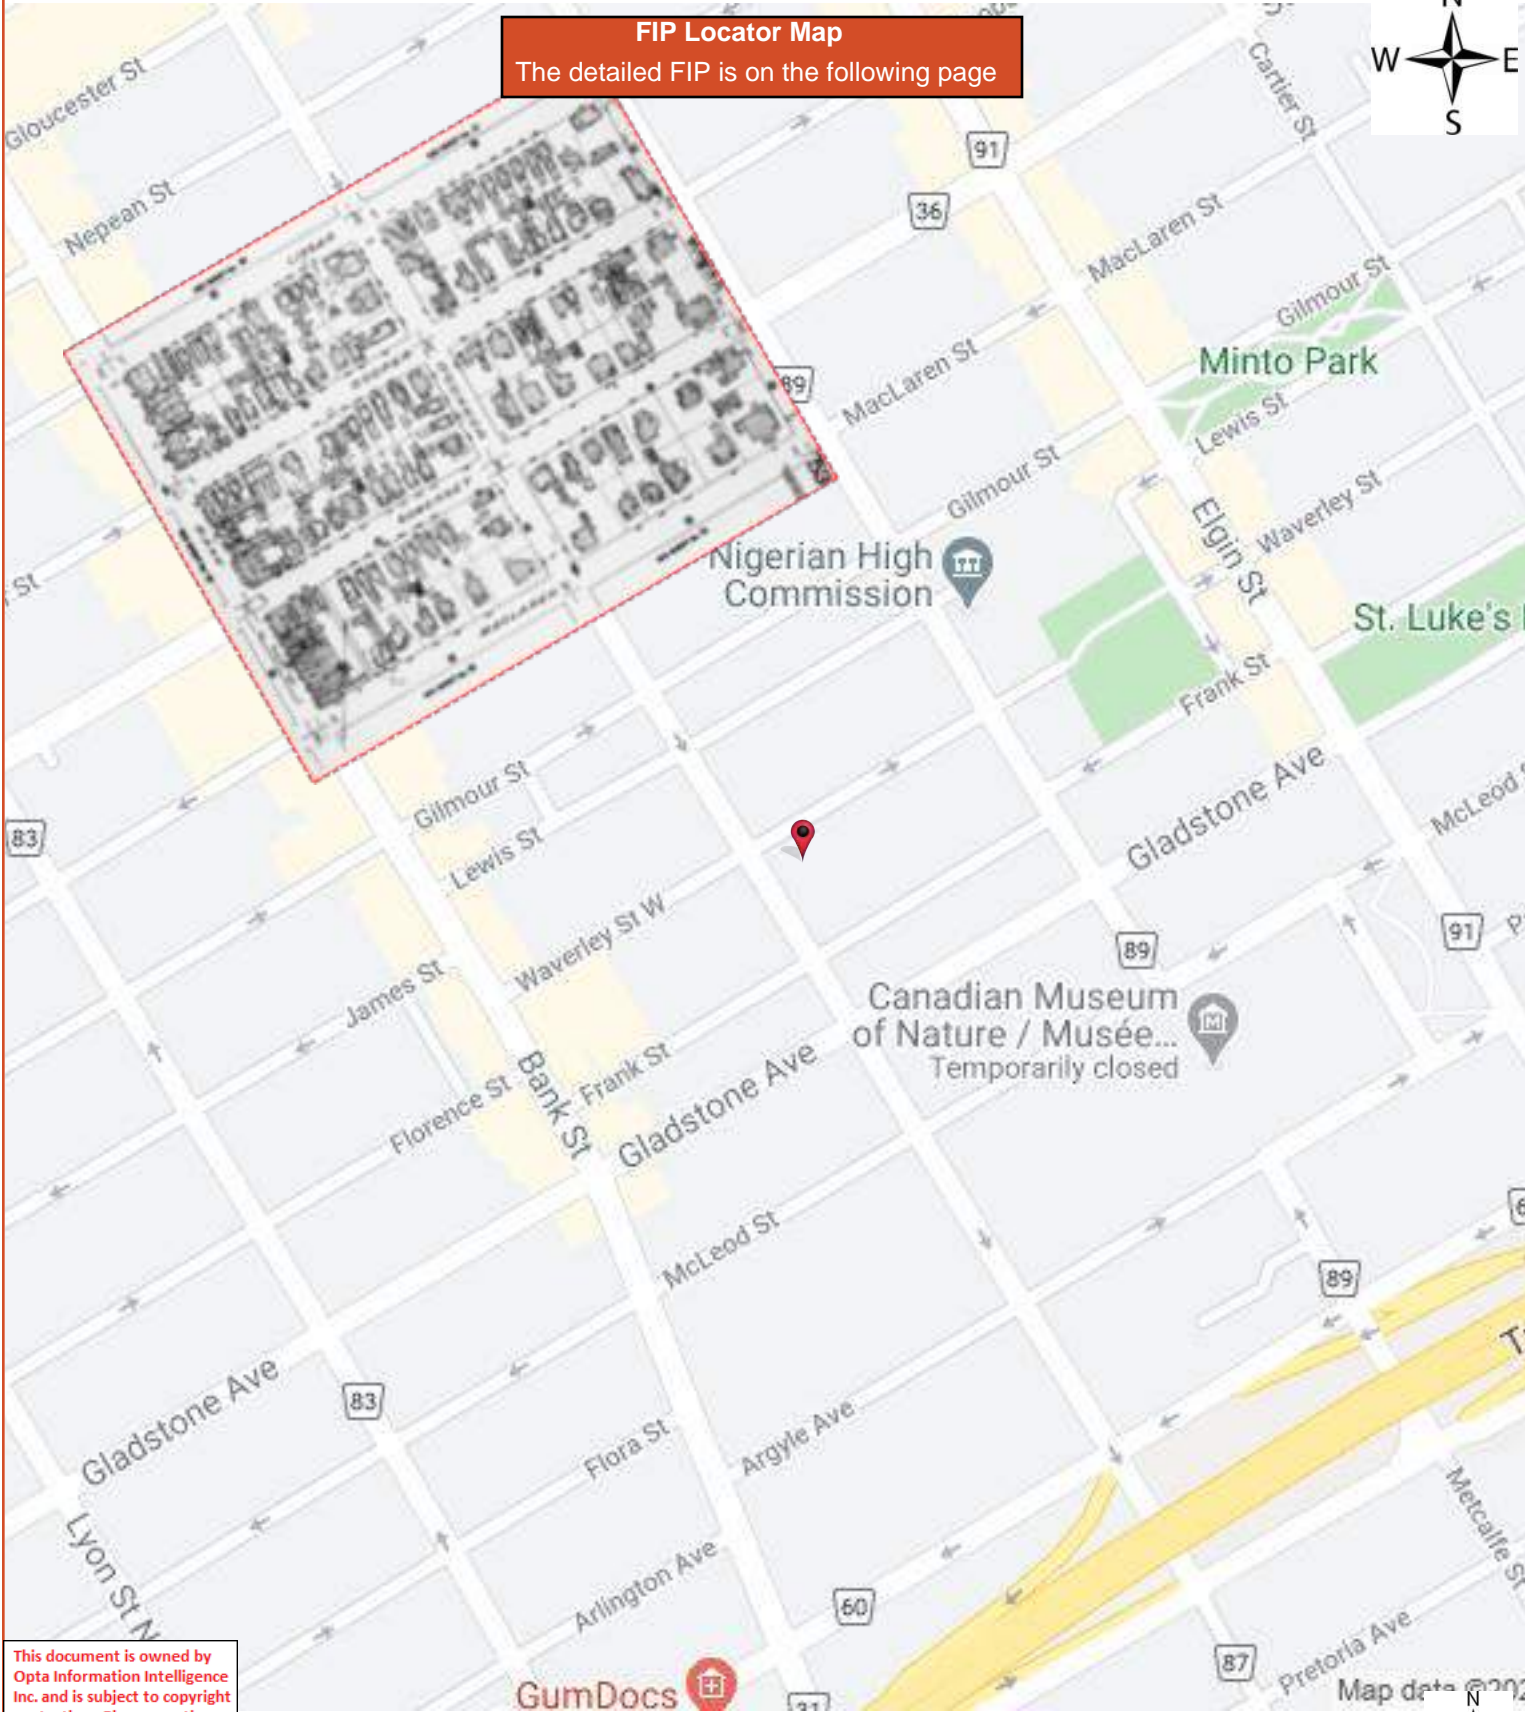 FIP Locator Map
The detailed FIP is on the following page
N
W
E
S
Gloucester St
Cartier St
91
Nepean St
36
MacLaren St
Gilmour St
Minto Park
89
MacLaren St
Lewis St
Gilmour St
Waverley St
Elgin St
St
Nigerian High
Commission
St. Luke's
Frank St
Gladstone Ave
McLeod
Gilmour St
83
Lewis St
Waverley St W
91
89
James St
Canadian Museum
of Nature / Musée...
Temporarily closed
Bank St
Frank St
Gladstone Ave
Florence St
McLeod St
89
Gladstone Ave
83
Flora St
Argyle Ave
Metcalfe St
Lyon St N
Arlington Ave
60
Pretoria Ave
87
GumDocs
This document is owned by
Opta Information Intelligence
Inc. and is subject to copyright
Map data ©202
N